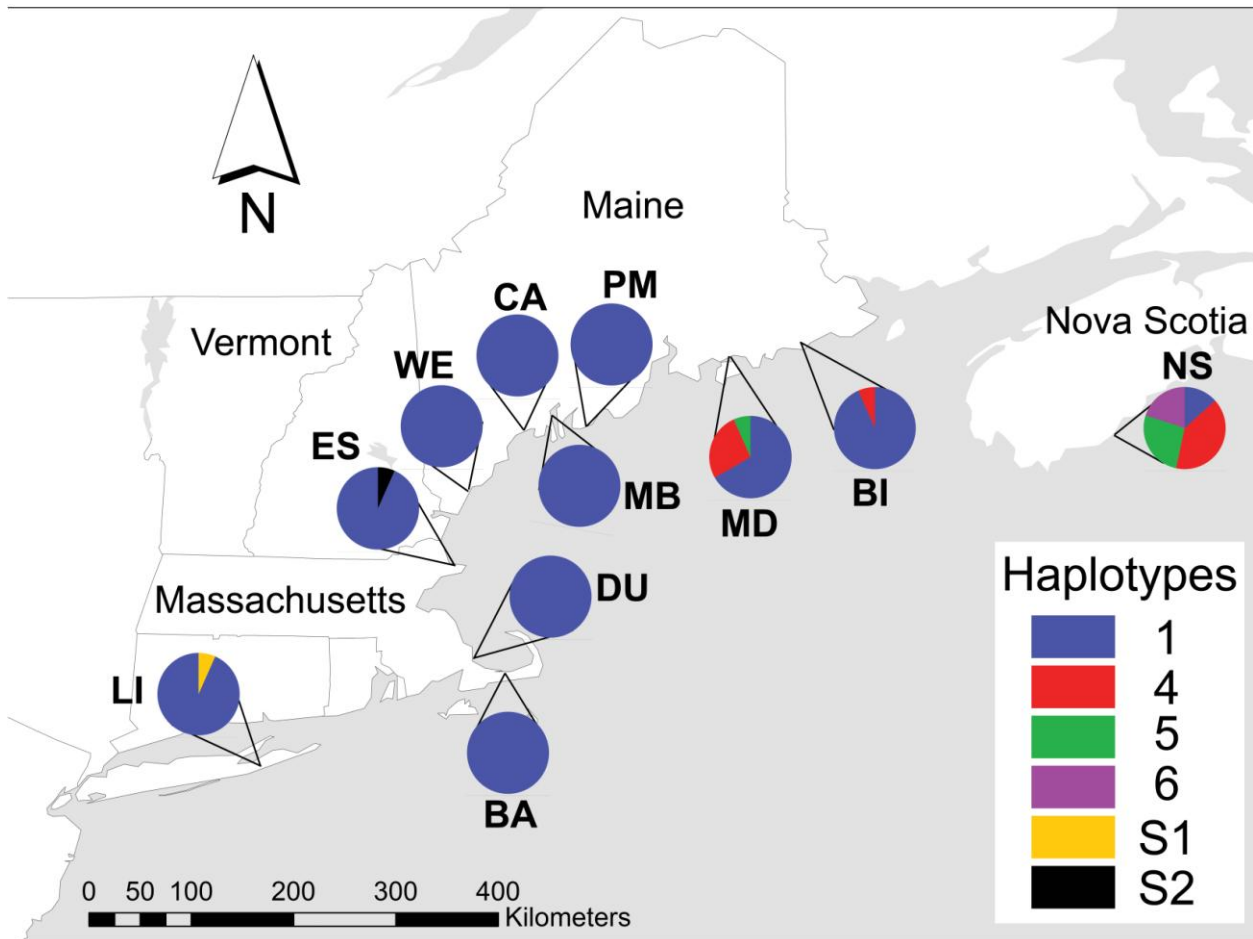 N
Maine
Vermont
Nova Scotia
NS
CA
PM
WE
ES
MB
MD
BI
DU
Massachusetts
LI
BA
Haplotypes
1
4
5
6
S1
S2
0 50 100 200 300 400
Kilometers